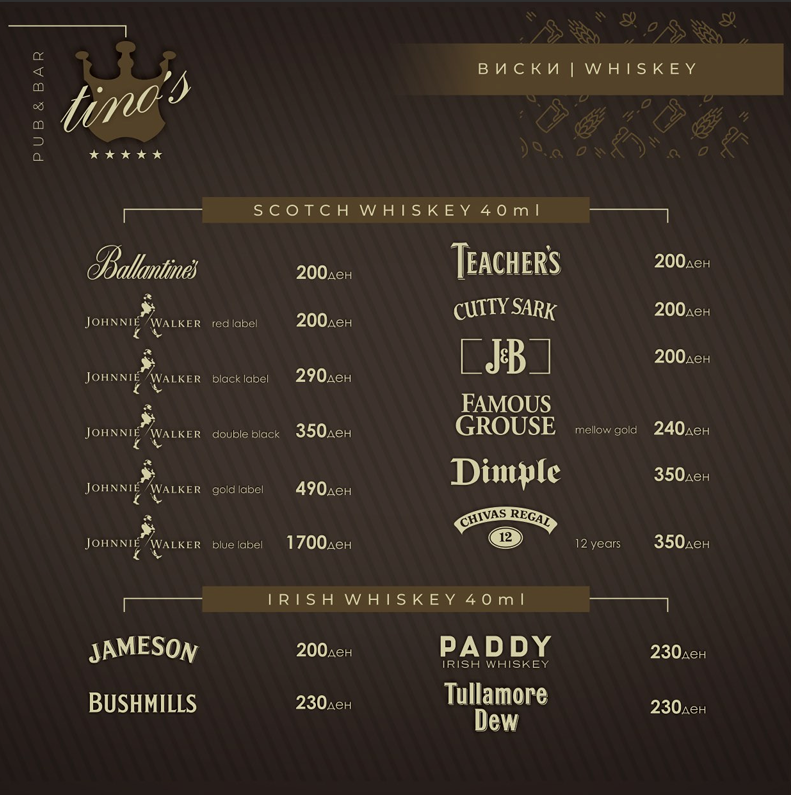 PUB & BAR
tino's
ВИСКИ | WHISKEY
SCOTCH WHISKEY 40ml
Ballantine's 200ден
JOHNNIE WALKER red label 200ден
JOHNNIE WALKER black label 290ден
JOHNNIE WALKER double black 350ден
JOHNNIE WALKER gold label 490ден
JOHNNIE WALKER blue label 1700ден
TEACHER'S 200ден
CUTTY SARK 200ден
J&B 200ден
FAMOUS
GROUSE mellow gold 240ден
Dimple 350ден
CHIVAS REGAL
12 12 years 350ден
IRISH WHISKEY 40ml
JAMESON 200ден
BUSHMILLS 230ден
PADDY 230ден
IRISH WHISKEY
Tullamore
Dew 230ден